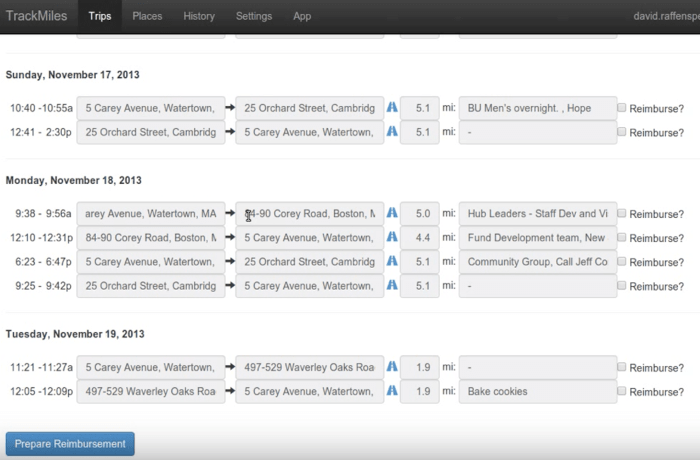 TrackMiles Trips Places History Settings App david.raffenspe
Sunday, November 17, 2013
10:40 -10:55a 5 Carey Avenue, Watertown, 25 Orchard Street, Cambridg 5.1 mi: BU Men's overnight. , Hope Reimburse?
12:41 - 2:30p 25 Orchard Street, Cambridg 5 Carey Avenue, Watertown, 5.1 mi: - Reimburse?
Monday, November 18, 2013
9:38 - 9:56a arey Avenue, Watertown, MA 84-90 Corey Road, Boston, M 5.0 mi: Hub Leaders - Staff Dev and Vi Reimburse?
12:10 -12:31p 84-90 Corey Road, Boston, M 5 Carey Avenue, Watertown, 4.4 mi: Fund Development team, New Reimburse?
6:23 - 6:47p 5 Carey Avenue, Watertown, 25 Orchard Street, Cambridg 5.1 mi: Community Group, Call Jeff Co Reimburse?
9:25 - 9:42p 25 Orchard Street, Cambridg 5 Carey Avenue, Watertown, 5.1 mi: - Reimburse?
Tuesday, November 19, 2013
11:21 -11:27a 5 Carey Avenue, Watertown, 497-529 Waverley Oaks Roa 1.9 mi: - Reimburse?
12:05 -12:09p 497-529 Waverley Oaks Roa 5 Carey Avenue, Watertown, 1.9 mi: Bake cookies Reimburse?
Prepare Reimbursement